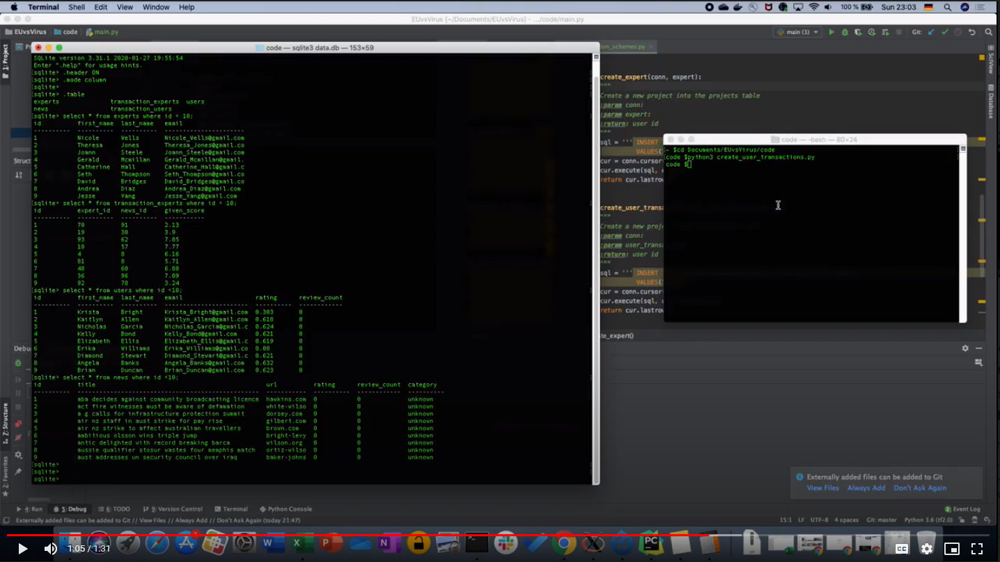 Terminal Shell Edit View Window Help 100 % Sun 23:03
EUvsVirus [~/Documents/EUvsVirus] - .../code/main.py
EUvsVirus code main.py main (1) Git:
code — sqlite3 data.db — 153×59
ion_schemes.py
SQLite version 3.31.1 2020-01-27 19:55:54
Enter ".help" for usage hints.
[sqlite> .header ON
[sqlite> .mode column
[sqlite>
[sqlite> .table
experts transaction_experts users
news transaction_users
[sqlite> select * from experts where id < 10;
id first_name last_name email
---------- ---------- ---------- --------------------
1 Nicole Wells Nicole_Wells@gmail.com
2 Theresa Jones Theresa_Jones@gmail.co
3 Joann Steele Joann_Steele@gmail.com
4 Gerald Mcmillan Gerald_Mcmillan@gmail.
5 Catherine Hall Catherine_Hall@gmail.c
6 Seth Thompson Seth_Thompson@gmail.co
7 David Bridges David_Bridges@gmail.co
8 Andrea Diaz Andrea_Diaz@gmail.com
9 Jesse Vang Jesse_Vang@gmail.com
[sqlite> select * from transaction_experts where id < 10;
id expert_id news_id given_score
---------- ---------- ---------- -----------
1 70 91 2.13
2 19 30 3.9
3 93 62 7.85
4 10 57 7.77
5 4 8 6.16
6 81 8 5.71
7 48 60 6.08
8 36 96 7.09
9 92 78 3.24
[sqlite> select * from users where id <10;
id first_name last_name email rating review_count
---------- ---------- ---------- -------------------- ---------- ------------
1 Krista Bright Krista_Bright@gmail.com 0.303 0
2 Kaitlyn Allen Kaitlyn_Allen@gmail.com 0.618 0
3 Nicholas Garcia Nicholas_Garcia@gmail.c 0.624 0
4 Kelly Bond Kelly_Bond@gmail.com 0.621 0
5 Elizabeth Ellis Elizabeth_Ellis@gmail.c 0.619 0
6 Erika Williams Erika_Williams@gmail.co 0.08 0
7 Diamond Stewart Diamond_Stewart@gmail.c 0.621 0
8 Angela Banks Angela_Banks@gmail.com 0.632 0
9 Brian Duncan Brian_Duncan@gmail.com 0.623 0
[sqlite> select * from news where id <10;
id title url rating review_count category
1 aba decides against community broadcasting licence hawkins.com 0 0 unknown
2 act fire witnesses must be aware of defamation white-wilso 0 0 unknown
3 a g calls for infrastructure protection summit dorsey.com 0 0 unknown
4 air nz staff in aust strike for pay rise gilbert.com 0 0 unknown
5 air nz strike to affect australian travellers brown.com 0 0 unknown
6 ambitious olsson wins triple jump bright-levy 0 0 unknown
7 antic delighted with record breaking barca wilson.org 0 0 unknown
8 aussie qualifier stosur wastes four memphis match ortiz-wilso 0 0 unknown
9 aust addresses un security council over iraq baker-johns 0 0 unknown
[sqlite>
[sqlite>
sqlite>
create_expert(conn, expert):
"""
Create a new project into the projects table
:param conn:
:param expert:
:return: user id
"""
sql = ''' INSERT
VALUES(
cur = conn.cursor
cur.execute(sql,
return cur.lastrow
create_user_transa
"""
Create a new proj
:param conn:
:param user_transa
:return: user id
"""
sql = ''' INSERT
VALUES(
cur = conn.cursor
cur.execute(sql,
return cur.lastrow
te_expert()
code — -bash — 80×24
~ $cd Documents/EUvsVirus/code
code $python3 create_user_transactions.py
code $
1: Project
Struct
Debu
Z: Structure
2: Favorites
SciView
Database
Externally added files can be added to Git
View Files Always Add Don't Ask Again
4: Run 5: Debug 6: TODO 9: Version Control Terminal Python Console Event Log
Externally added files can be added to Git // View Files // Always Add // Don't Ask Again (today 21:47) 15:1 LF UTF-8 4 spaces Git: master Python 3.6 (tf2.0)
1:05 / 1:31 CC